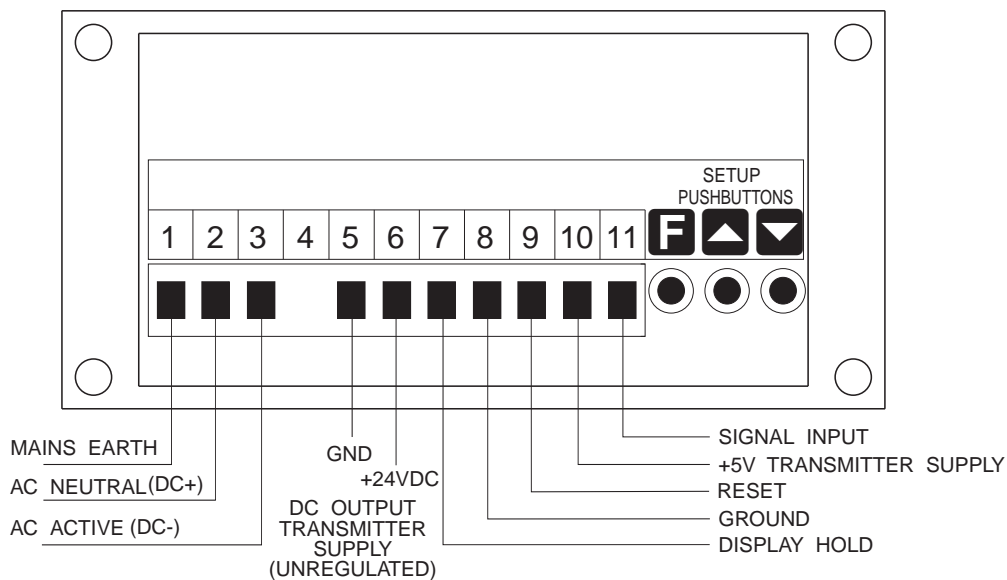 SETUP
PUSHBUTTONS
1 2 3 4 5 6 7 8 9 10 11 F
MAINS EARTH
AC NEUTRAL (DC+)
AC ACTIVE (DC-)
GND
+24VDC
DC OUTPUT
TRANSMITTER
SUPPLY
(UNREGULATED)
SIGNAL INPUT
+5V TRANSMITTER SUPPLY
RESET
GROUND
DISPLAY HOLD